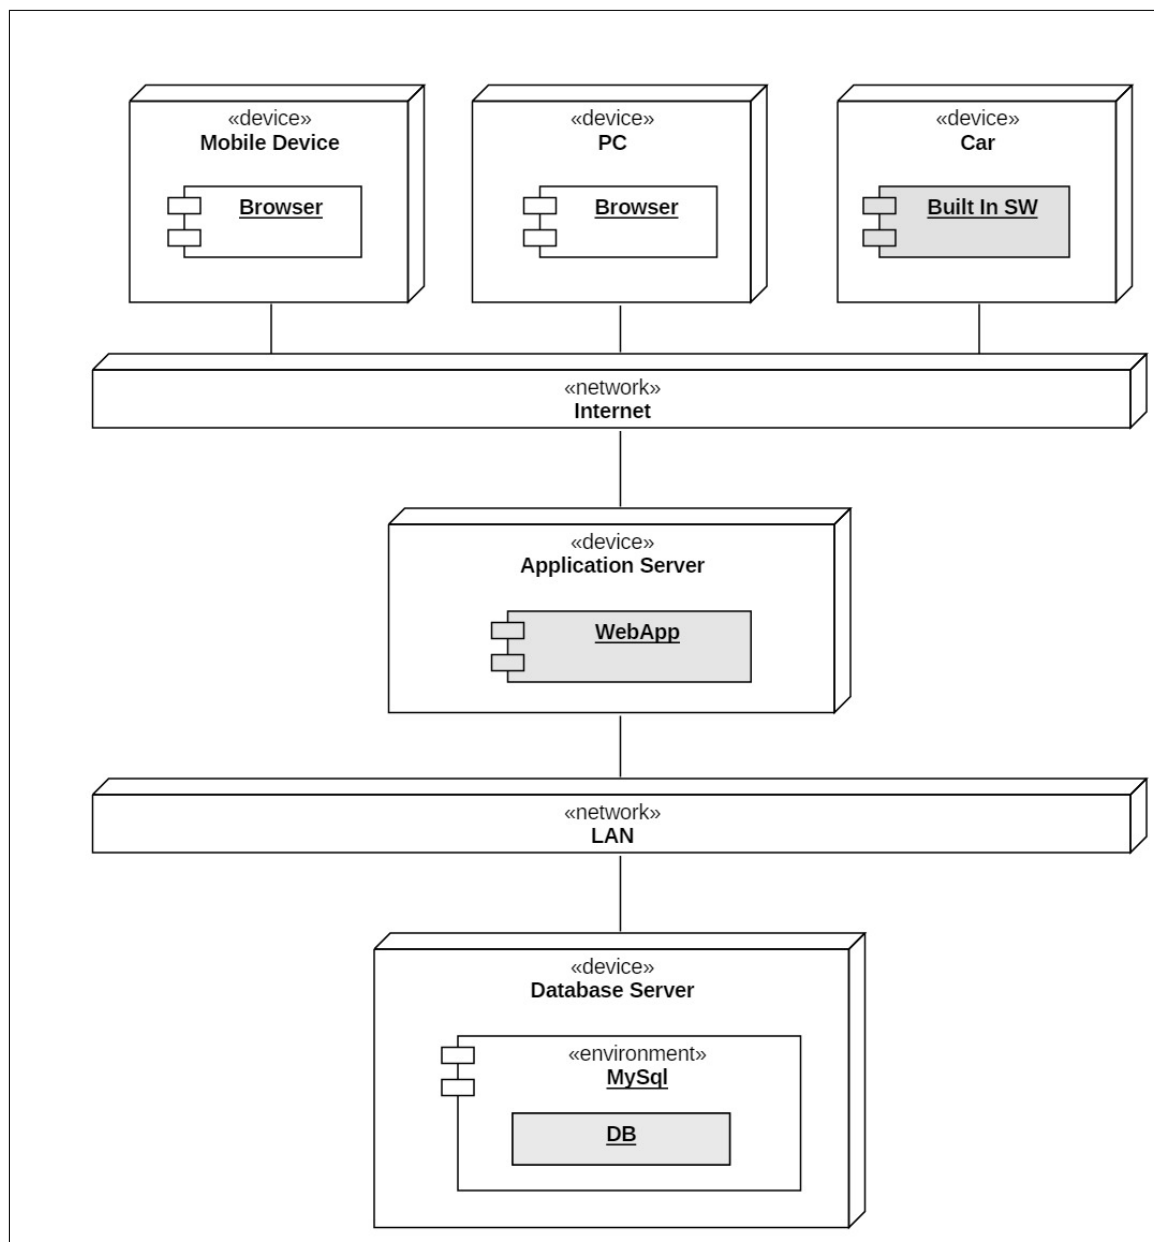 «device»
Mobile Device
Browser
«device»
PC
Browser
«device»
Car
Built In SW
«network»
Internet
«device»
Application Server
WebApp
«network»
LAN
«device»
Database Server
«environment»
MySql
DB